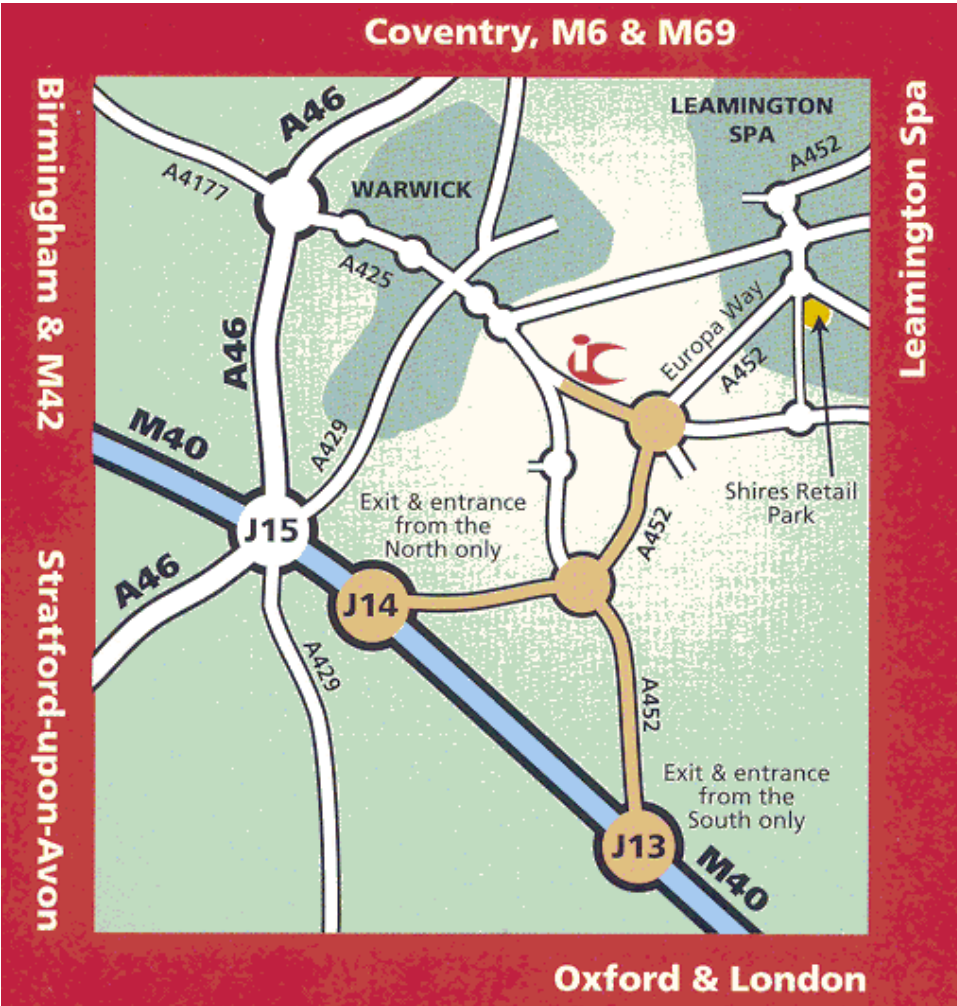 Coventry, M6 & M69
Birmingham & M42
Stratford-upon-Avon
Leamington Spa
Oxford & London
A46
A4177
WARWICK
LEAMINGTON
SPA
A452
A425
A46
Europa Way
A452
iC
M40
A429
J15
Exit & entrance
from the
North only
Shires Retail
Park
A452
A46
J14
A429
A452
Exit & entrance
from the
South only
J13
M40